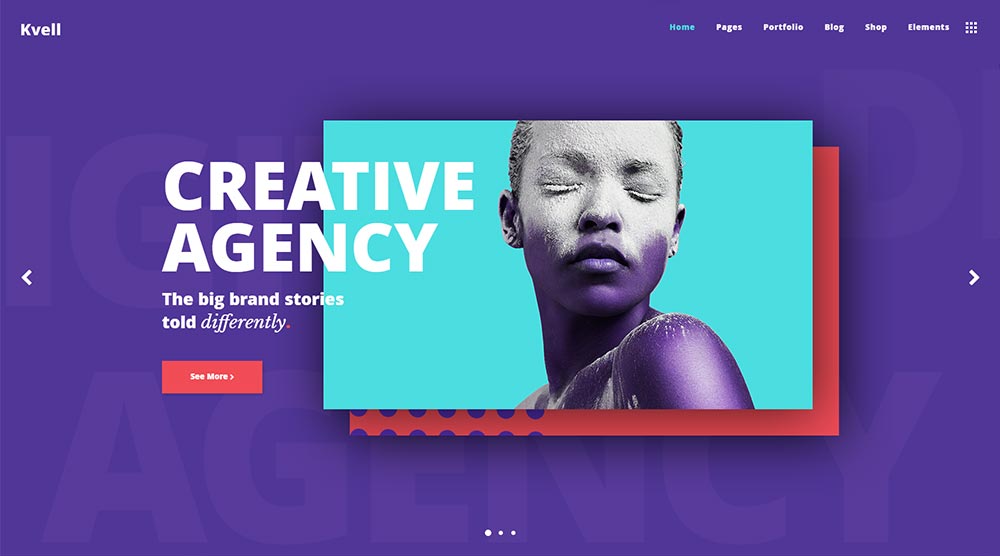 Kvell
Home Pages Portfolio Blog Shop Elements
CREATIVE
AGENCY
The big brand stories
told differently.
See More >
AGENCY